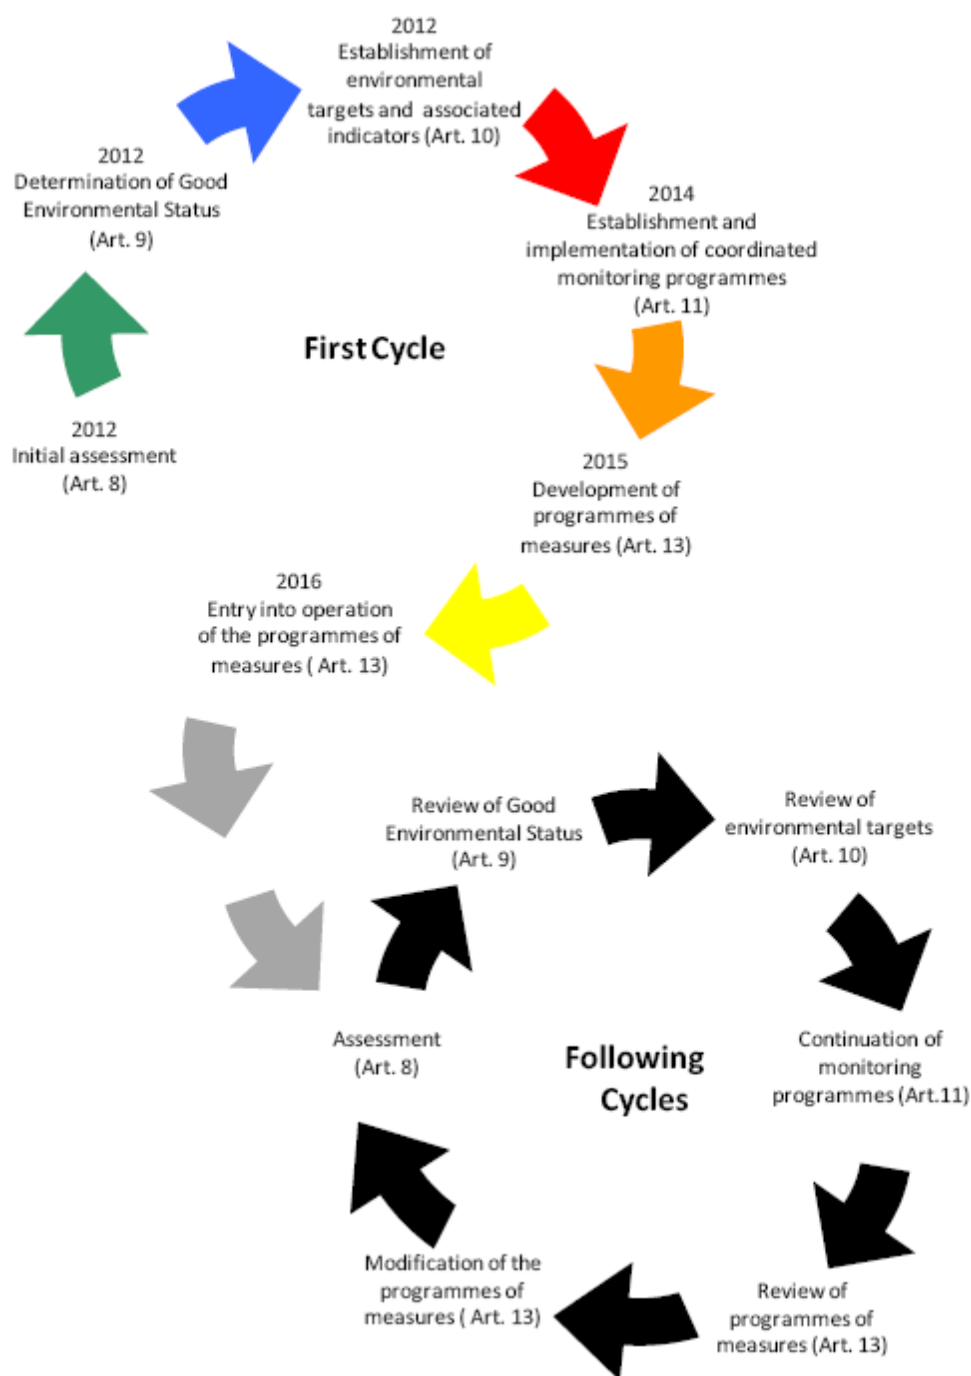 2012
Establishment of
environmental
targets and associated
indicators (Art. 10)
2012
Determination of Good
Environmental Status
(Art. 9)
2014
Establishment and
implementation of coordinated
monitoring programmes
(Art. 11)
First Cycle
2012
Initial assessment
(Art. 8)
2015
Development of
programmes of
measures (Art. 13)
2016
Entry into operation
of the programmes of
measures ( Art. 13)
Review of Good
Environmental Status
(Art. 9)
Review of
environmental targets
(Art. 10)
Assessment
(Art. 8)
Following
Cycles
Continuation of
monitoring
programmes (Art.11)
Modification of the
programmes of
measures ( Art. 13)
Review of
programmes of
measures (Art. 13)